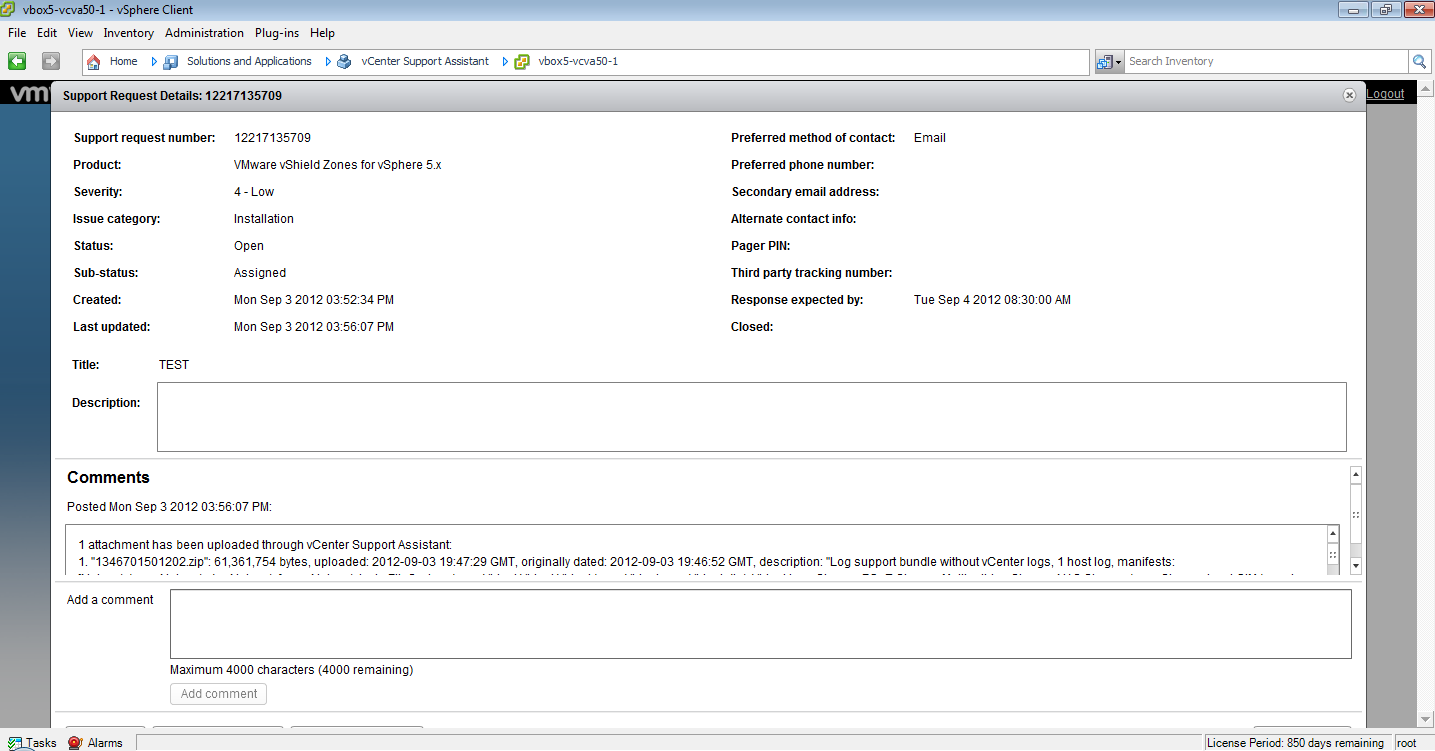 vbox5-vcva50-1 - vSphere Client
File Edit View Inventory Administration Plug-ins Help
Home Solutions and Applications vCenter Support Assistant vbox5-vcva50-1 Search Inventory
Support Request Details: 12217135709 Logout
Support request number: 12217135709 Preferred method of contact: Email
Product: VMware vShield Zones for vSphere 5.x Preferred phone number:
Severity: 4 - Low Secondary email address:
Issue category: Installation Alternate contact info:
Status: Open Pager PIN:
Sub-status: Assigned Third party tracking number:
Created: Mon Sep 3 2012 03:52:34 PM Response expected by: Tue Sep 4 2012 08:30:00 AM
Last updated: Mon Sep 3 2012 03:56:07 PM Closed:
Title: TEST
Description:
Comments
Posted Mon Sep 3 2012 03:56:07 PM:
1 attachment has been uploaded through vCenter Support Assistant:
1. "1346701501202.zip": 61,361,754 bytes, uploaded: 2012-09-03 19:47:29 GMT, originally dated: 2012-09-03 19:46:52 GMT, description: "Log support bundle without vCenter logs, 1 host log, manifests:
Add a comment
Maximum 4000 characters (4000 remaining)
Add comment
Tasks Alarms License Period: 850 days remaining root